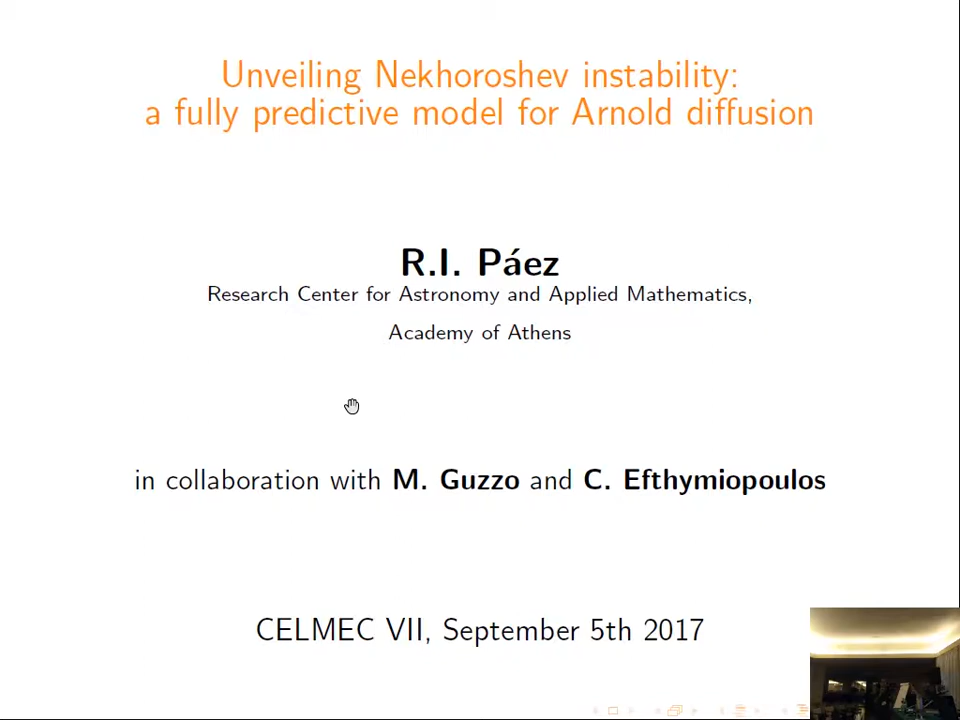 Unveiling Nekhoroshev instability:
a fully predictive model for Arnold diffusion
R.I. Páez
Research Center for Astronomy and Applied Mathematics,
Academy of Athens
in collaboration with M. Guzzo and C. Efthymiopoulos
CELMEC VII, September 5th 2017